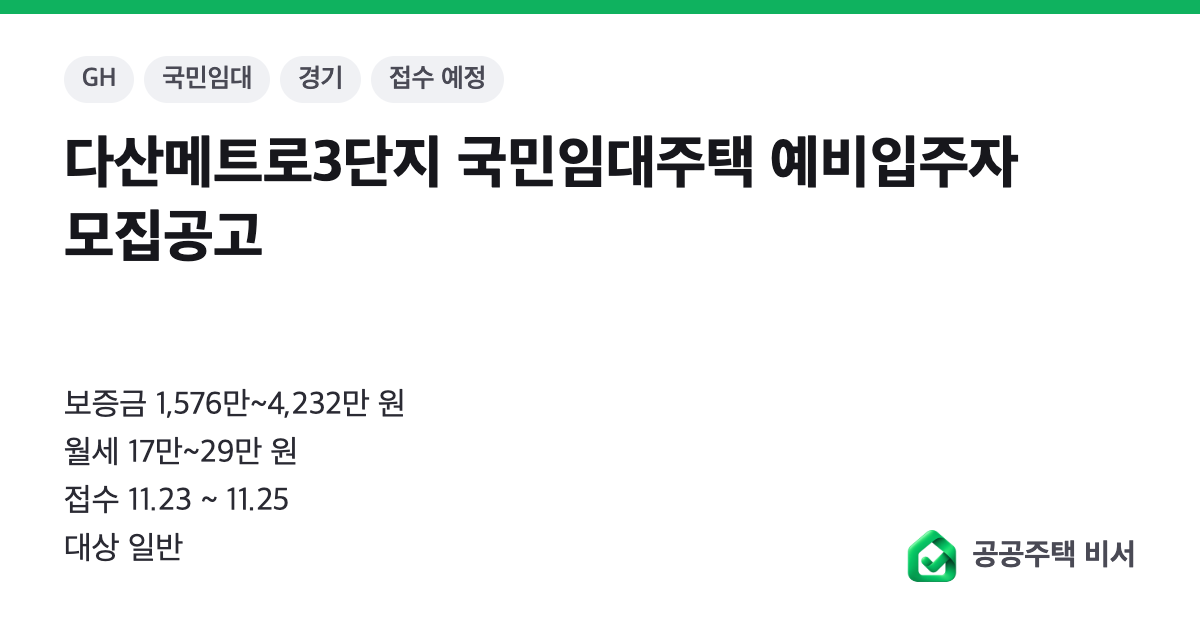 GH 국민임대 경기 접수 예정
다산메트로3단지 국민임대주택 예비입주자
모집공고
보증금 1,576만~4,232만 원
월세 17만~29만 원
접수 11.23 ~ 11.25
대상 일반
공공주택 비서